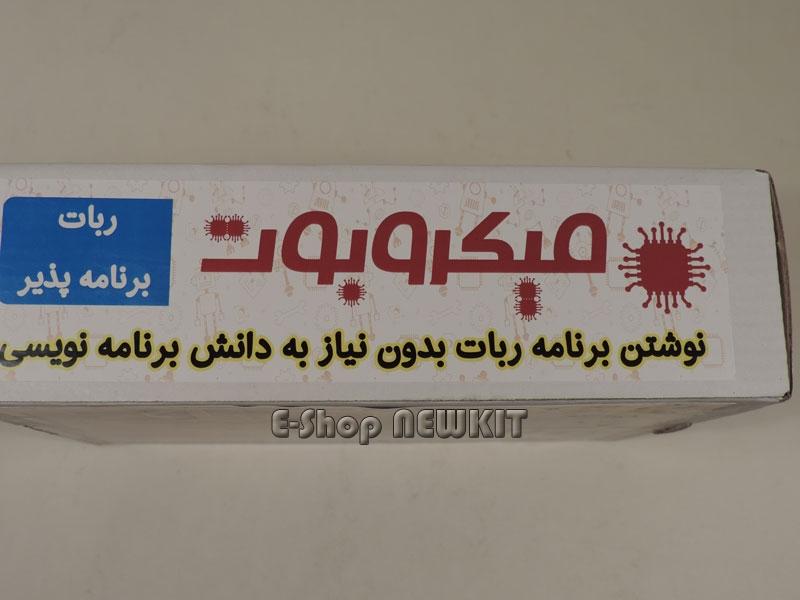 میکروبوت
ربات
برنامه پذیر
نوشتن برنامه ربات بدون نیاز به دانش برنامه نویسی
E-Shop NEWKIT